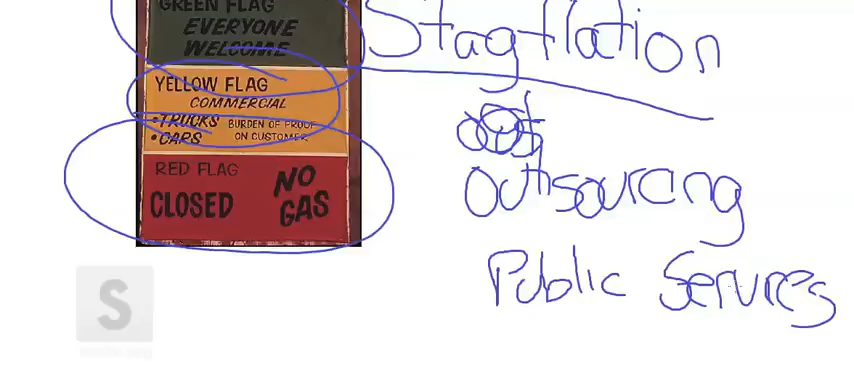 GREEN FLAG
EVERYONE
WELCOME
YELLOW FLAG
COMMERCIAL
• TRUCKS
• CARS
BURDEN OF PROOF
ON CUSTOMER
RED FLAG
CLOSED
NO
GAS
Stagflation
Outsourcing
Public Services
S